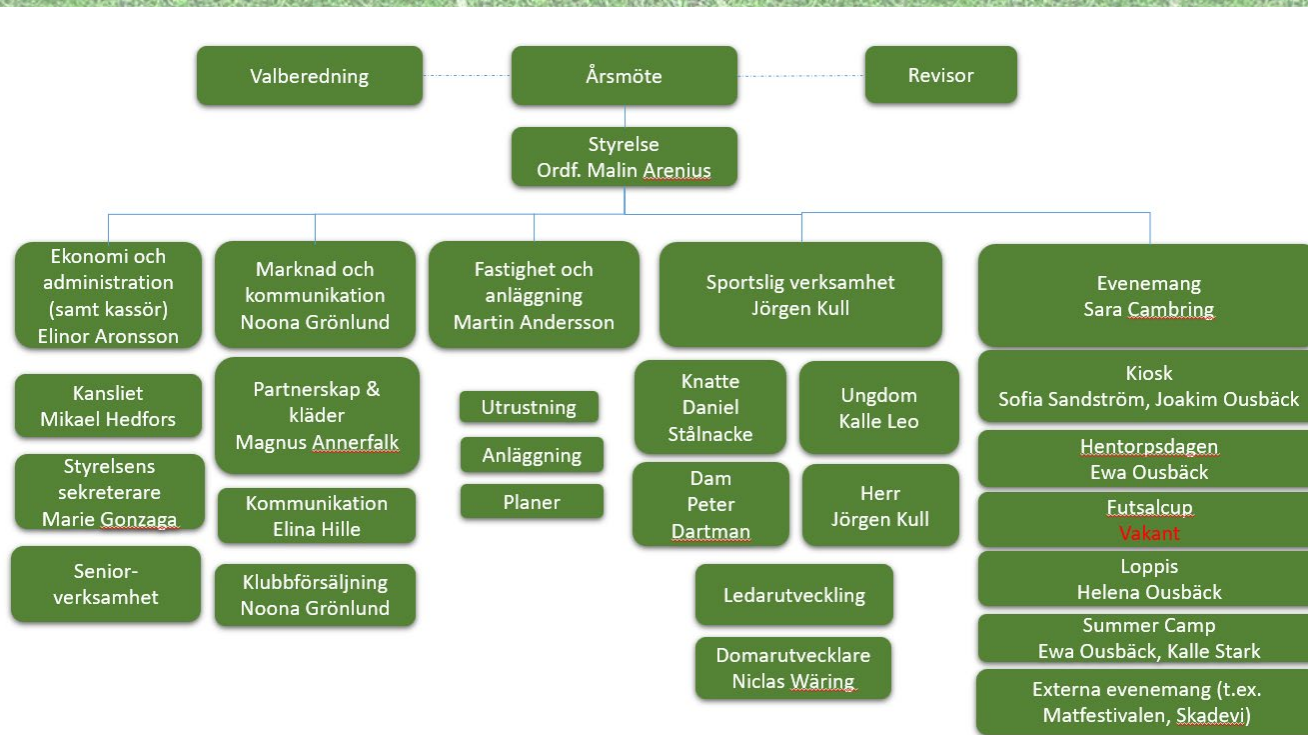 Valberedning
Årsmöte
Revisor
Styrelse
Ordf. Malin Arenius
Ekonomi och
administration
(samt kassör)
Elinor Aronsson
Marknad och
kommunikation
Noona Grönlund
Fastighet och
anläggning
Martin Andersson
Sportslig verksamhet
Jörgen Kull
Evenemang
Sara Cambring
Kansliet
Mikael Hedfors
Styrelsens
sekreterare
Marie Gonzaga
Senior-
verksamhet
Partnerskap &
kläder
Magnus Annerfalk
Kommunikation
Elina Hille
Klubbförsäljning
Noona Grönlund
Utrustning
Anläggning
Planer
Knatte
Daniel
Stålnacke
Ungdom
Kalle Leo
Dam
Peter
Dartman
Herr
Jörgen Kull
Ledarutveckling
Domarutvecklare
Niclas Wäring
Kiosk
Sofia Sandström, Joakim Ousbäck
Hentorpsdagen
Ewa Ousbäck
Futsalcup
Vakant
Loppis
Helena Ousbäck
Summer Camp
Ewa Ousbäck, Kalle Stark
Externa evenemang (t.ex.
Matfestivalen, Skadevi)